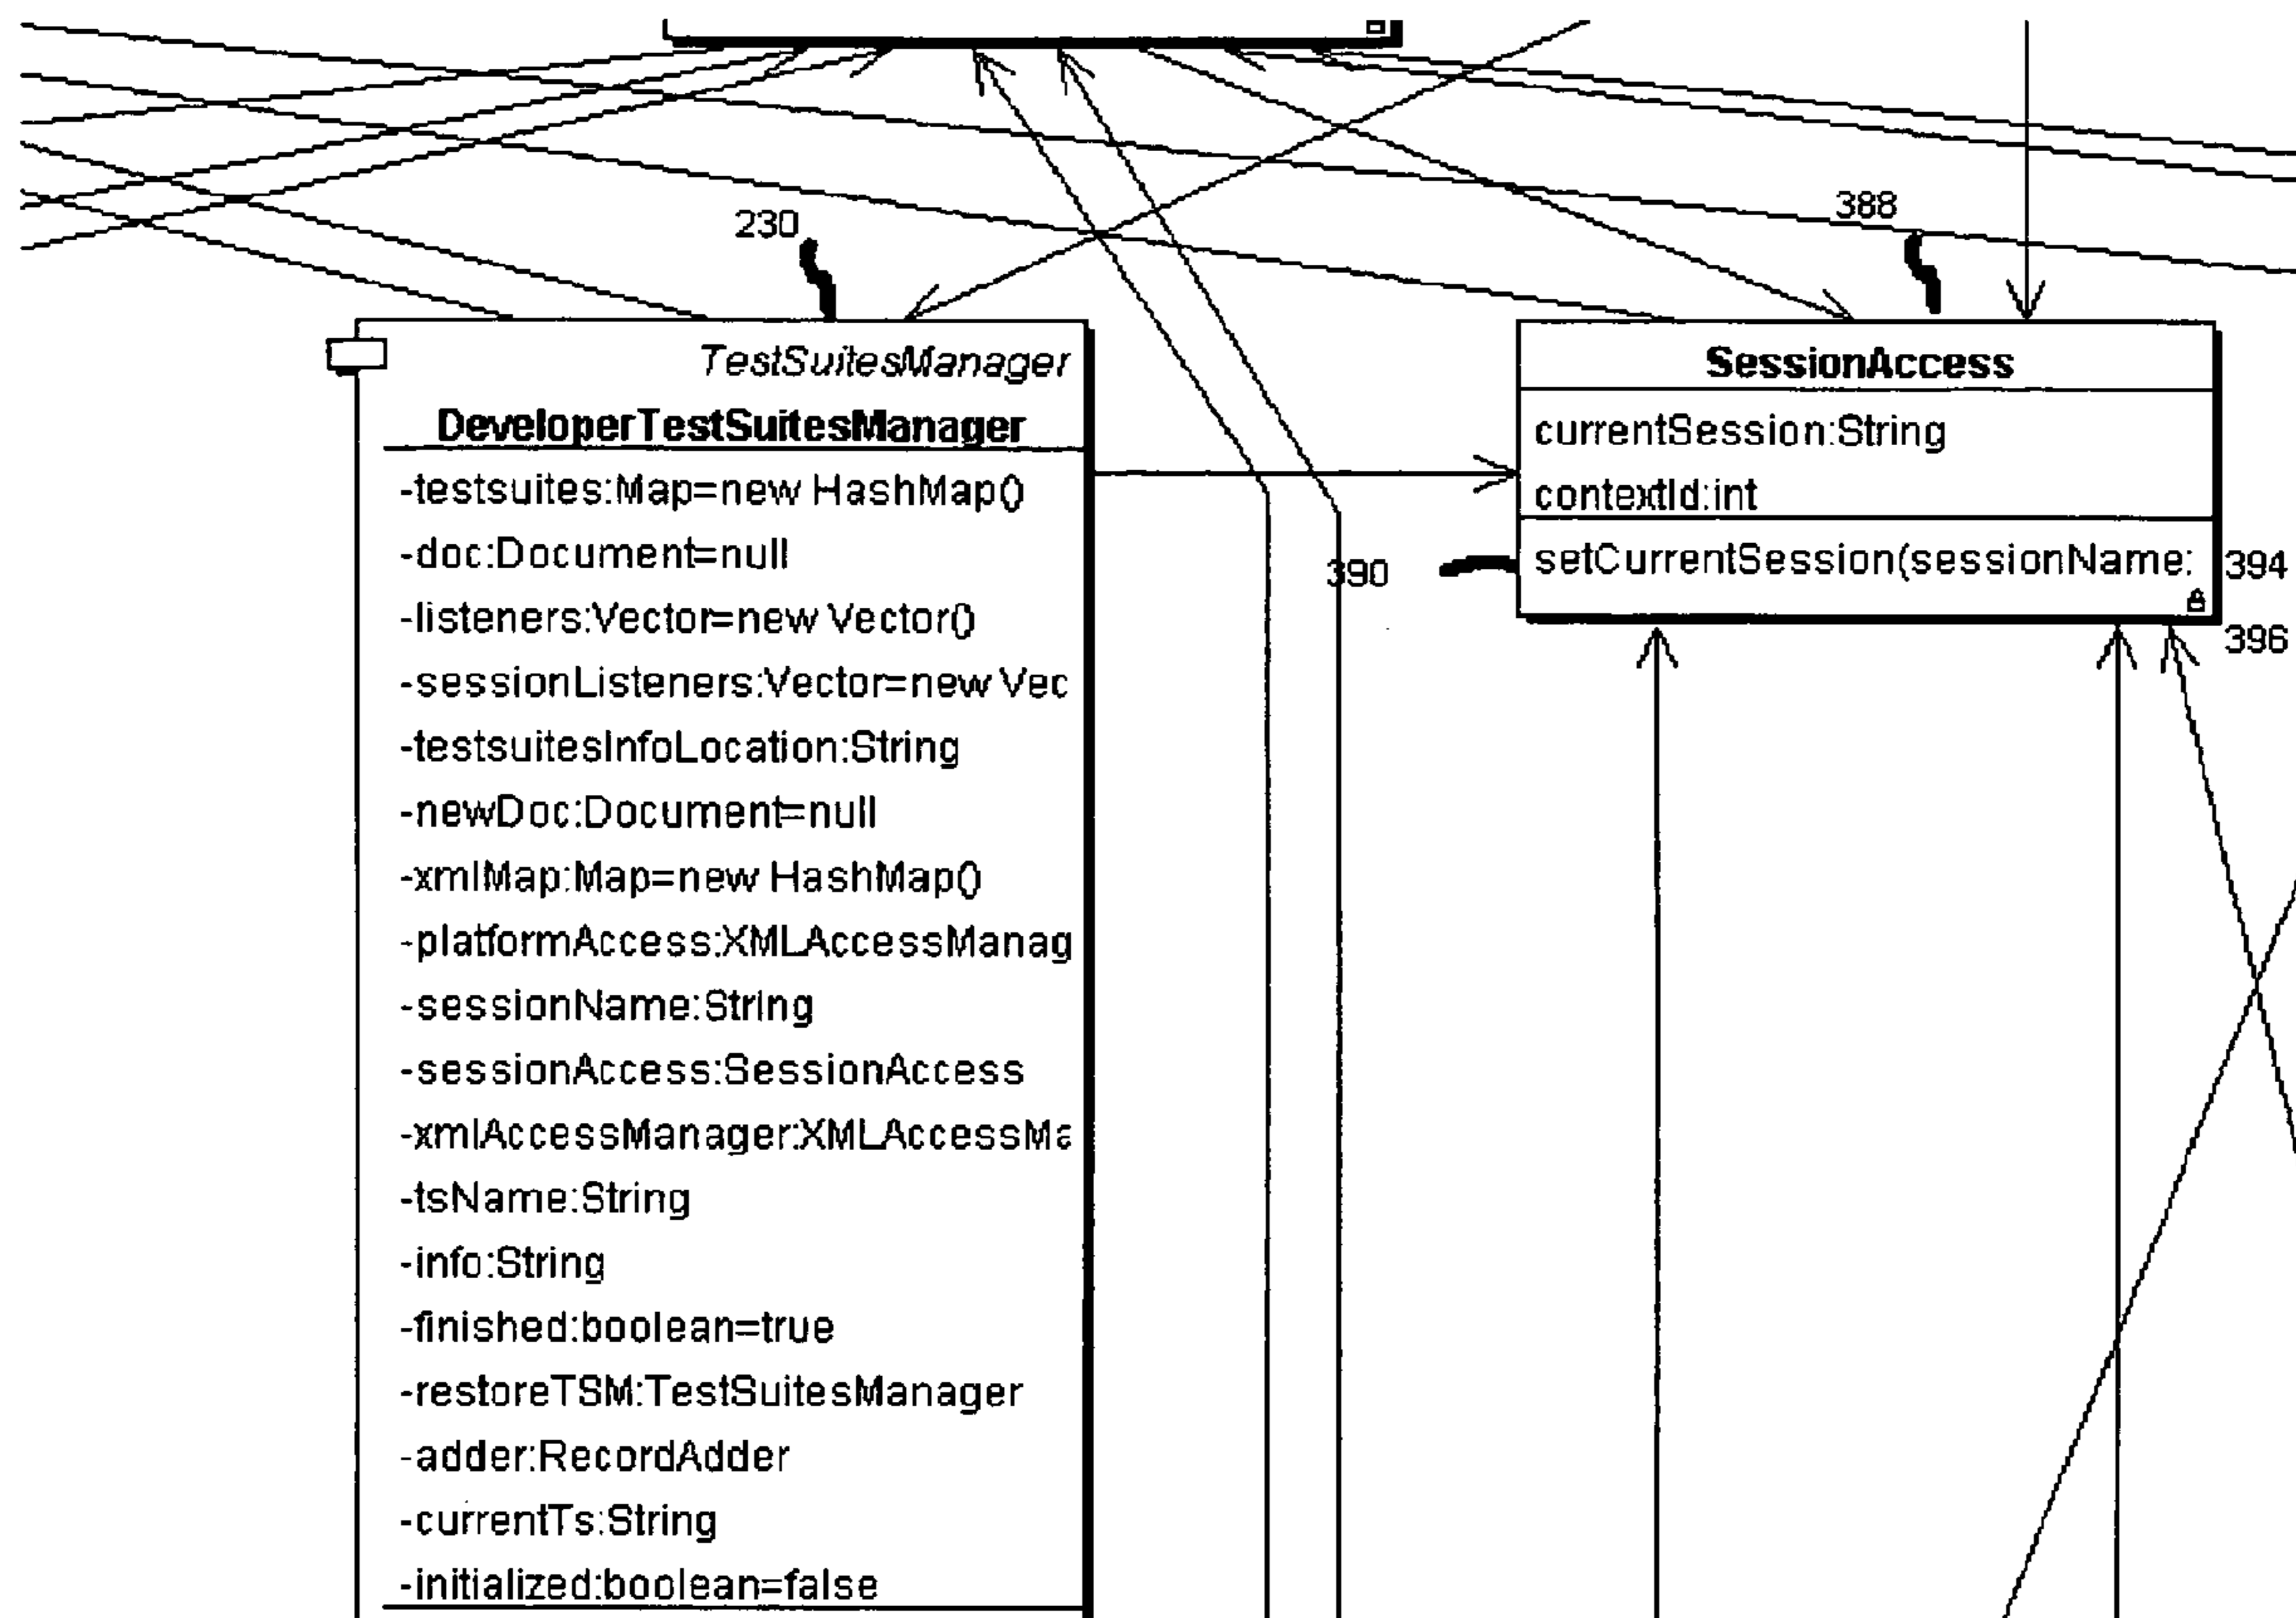 230
388
TestSuitesManager
DeveloperTestSuitesManager
-testsuites:Map=new HashMap()
-doc:Document=null
-listeners:Vector=new Vector()
-sessionListeners:Vector=new Vec
-testsuitesInfoLocation:String
-newDoc:Document=null
-xmlMap:Map=new HashMap()
-platformAccess:XMLAccessManag
-sessionName:String
-sessionAccess:SessionAccess
-xmlAccessManager:XMLAccessMa
-tsName:String
-info:String
-finished:boolean=true
-restoreTSM:TestSuitesManager
-adder:RecordAdder
-currentTs:String
-initialized:boolean=false
SessionAccess
currentSession:String
contextId:int
390
setCurrentSession(sessionName:
394
396